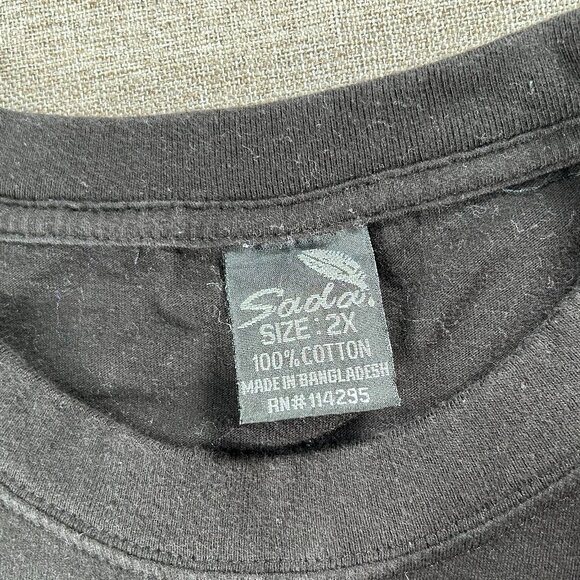 Sada.
SIZE: 2X
100% COTTON
MADE IN BANGLADESH
RN#114295